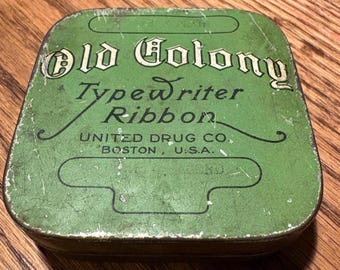 Old Colony
Typewriter
Ribbon
UNITED DRUG CO.
BOSTON, U.S.A.